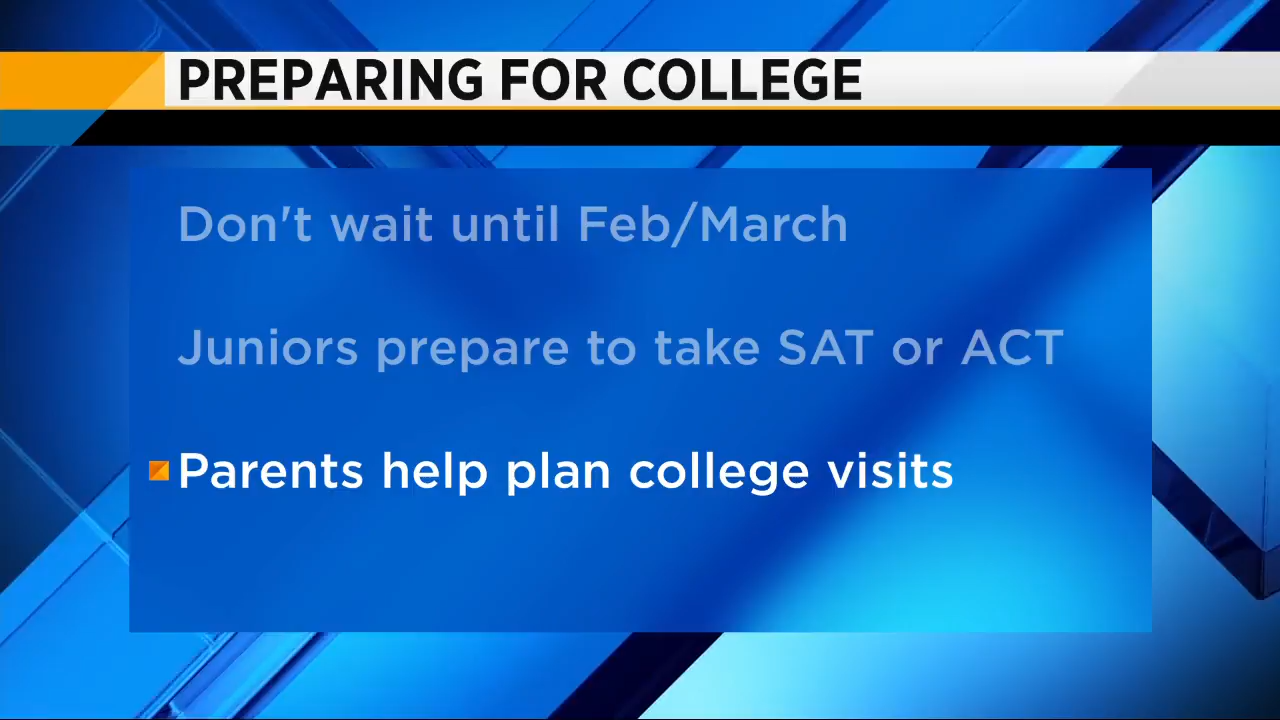 PREPARING FOR COLLEGE
Don't wait until Feb/March
Juniors prepare to take SAT or ACT
Parents help plan college visits